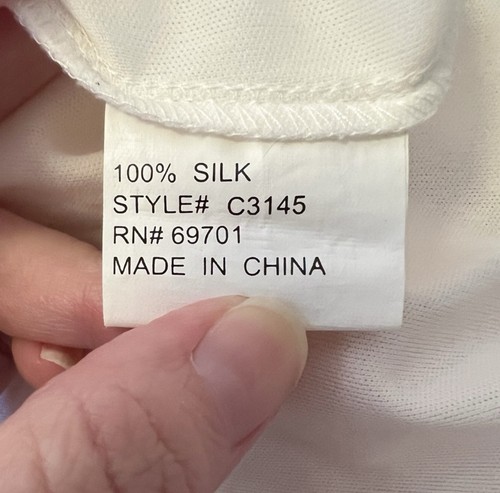 100% SILK
STYLE# C3145
RN# 69701
MADE IN CHINA